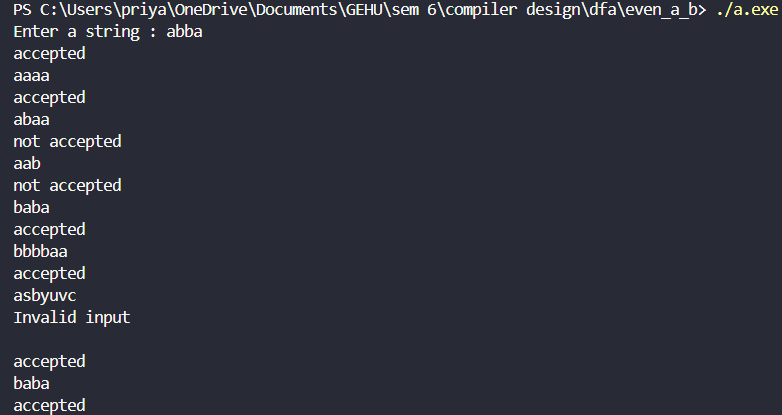 PS C:\Users\priya\OneDrive\Documents\GEHU\sem 6\compiler design\dfa\even_a_b> ./a.exe
Enter a string : abba
accepted
aaaa
accepted
abaa
not accepted
aab
not accepted
baba
accepted
bbbbaa
accepted
asbyuvc
Invalid input

accepted
baba
accepted